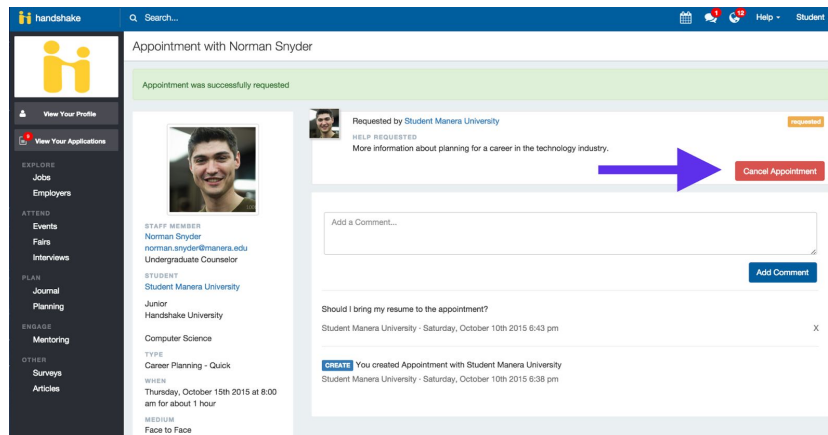 handshake
Search...
1
12
Help
Student
Appointment with Norman Snyder
Appointment was successfully requested
View Your Profile
9
View Your Applications
EXPLORE
Jobs
Employers
ATTEND
Events
Fairs
Interviews
PLAN
Journal
Planning
ENGAGE
Mentoring
OTHER
Surveys
Articles
STAFF MEMBER
Norman Snyder
norman.snyder@manera.edu
Undergraduate Counselor
STUDENT
Student Manera University
Junior
Handshake University
Computer Science
TYPE
Career Planning - Quick
WHEN
Thursday, October 15th 2015 at 8:00
am for about 1 hour
MEDIUM
Face to Face
Requested by Student Manera University
requested
HELP REQUESTED
More information about planning for a career in the technology industry.
Cancel Appointment
Add a Comment...
Add Comment
Should I bring my resume to the appointment?
Student Manera University - Saturday, October 10th 2015 6:43 pm
X
CREATE You created Appointment with Student Manera University
Student Manera University - Saturday, October 10th 2015 6:38 pm